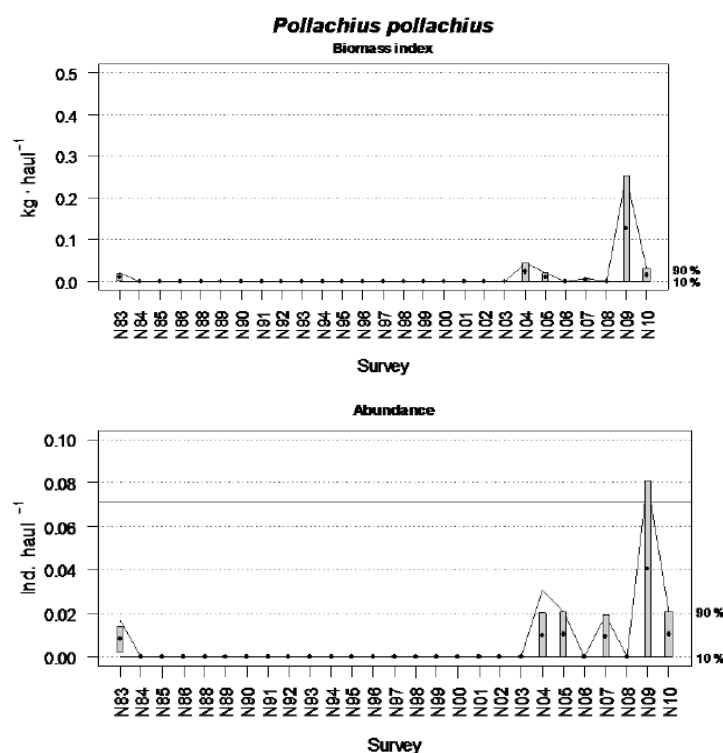 Pollachius pollachius
Biomass index
0.5
0.4
0.3
0.2
0.1
0.0
kg · haul⁻¹
90 %
10 %
N83 N84 N85 N86 N88 N89 N90 N91 N92 N93 N94 N95 N96 N97 N98 N99 N00 N01 N02 N03 N04 N05 N06 N07 N08 N09 N10
Survey
Abundance
0.10
0.08
0.06
0.04
0.02
0.00
Ind. haul ⁻¹
90 %
10 %
N83 N84 N85 N86 N88 N89 N90 N91 N92 N93 N94 N95 N96 N97 N98 N99 N00 N01 N02 N03 N04 N05 N06 N07 N08 N09 N10
Survey